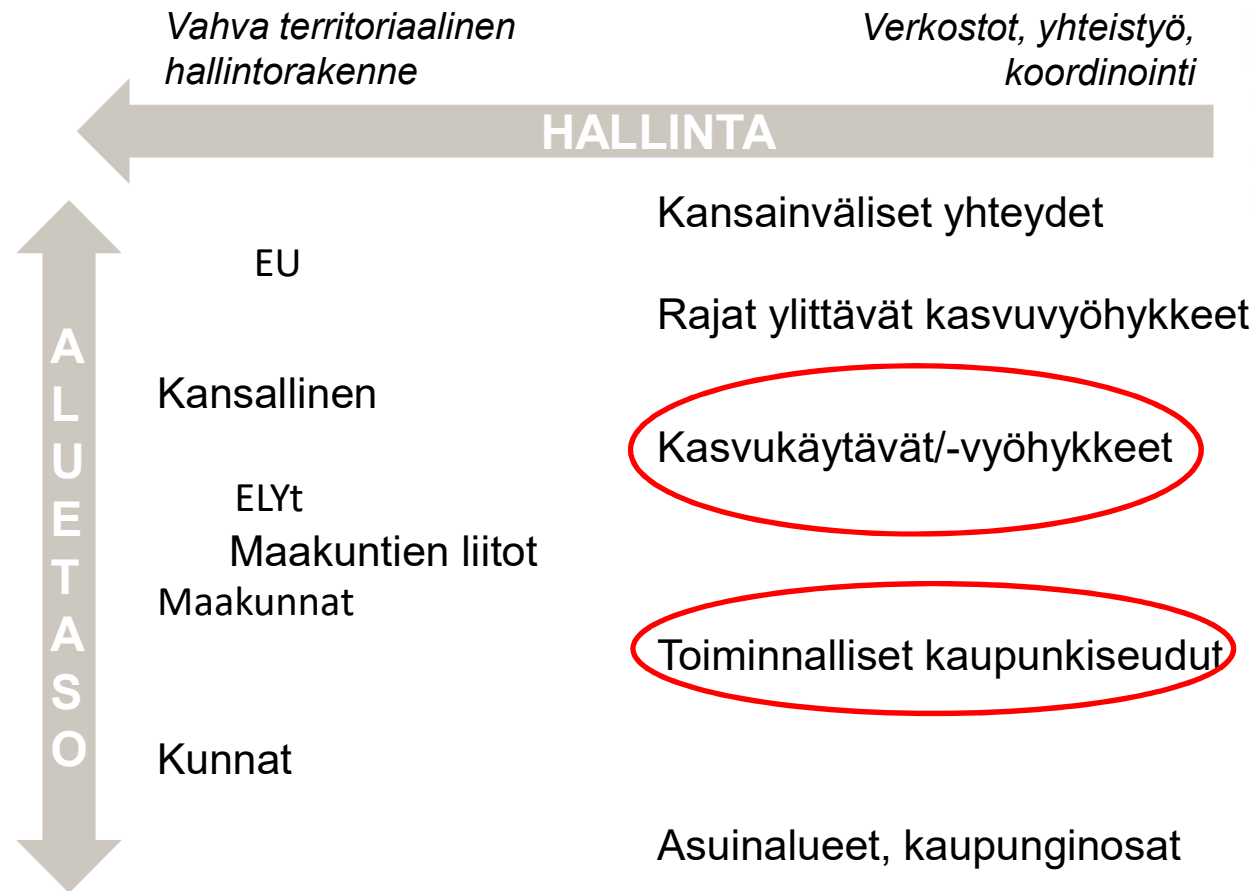 Vahva territoriaalinen
hallintorakenne
Verkostot, yhteistyö,
koordinointi
HALLINTA
ALUETASO
Kansainväliset yhteydet
EU
Rajat ylittävät kasvuvyöhykkeet
Kansallinen
Kasvukäytävät/-vyöhykkeet
ELYt
Maakuntien liitot
Maakunnat
Toiminnalliset kaupunkiseudut
Kunnat
Asuinalueet, kaupunginosat